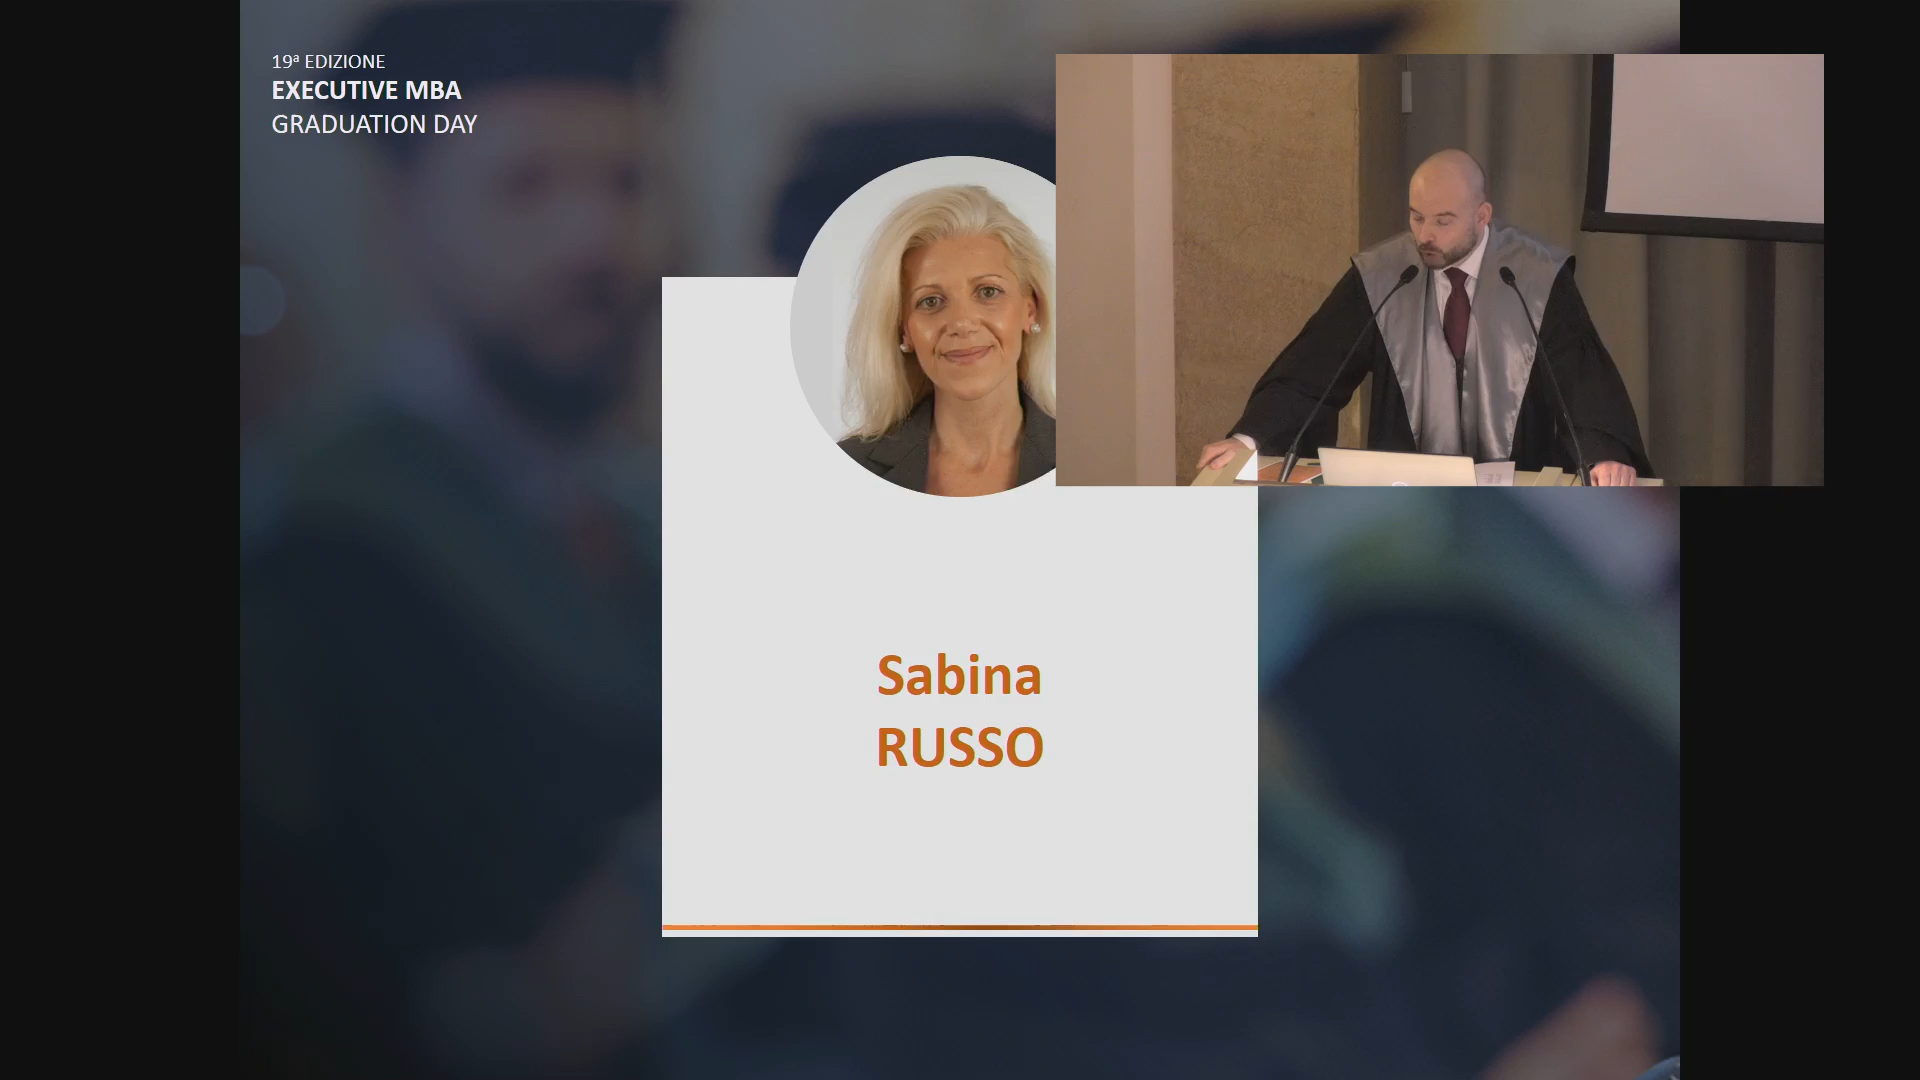 19ª EDIZIONE
EXECUTIVE MBA
GRADUATION DAY
Sabina
RUSSO